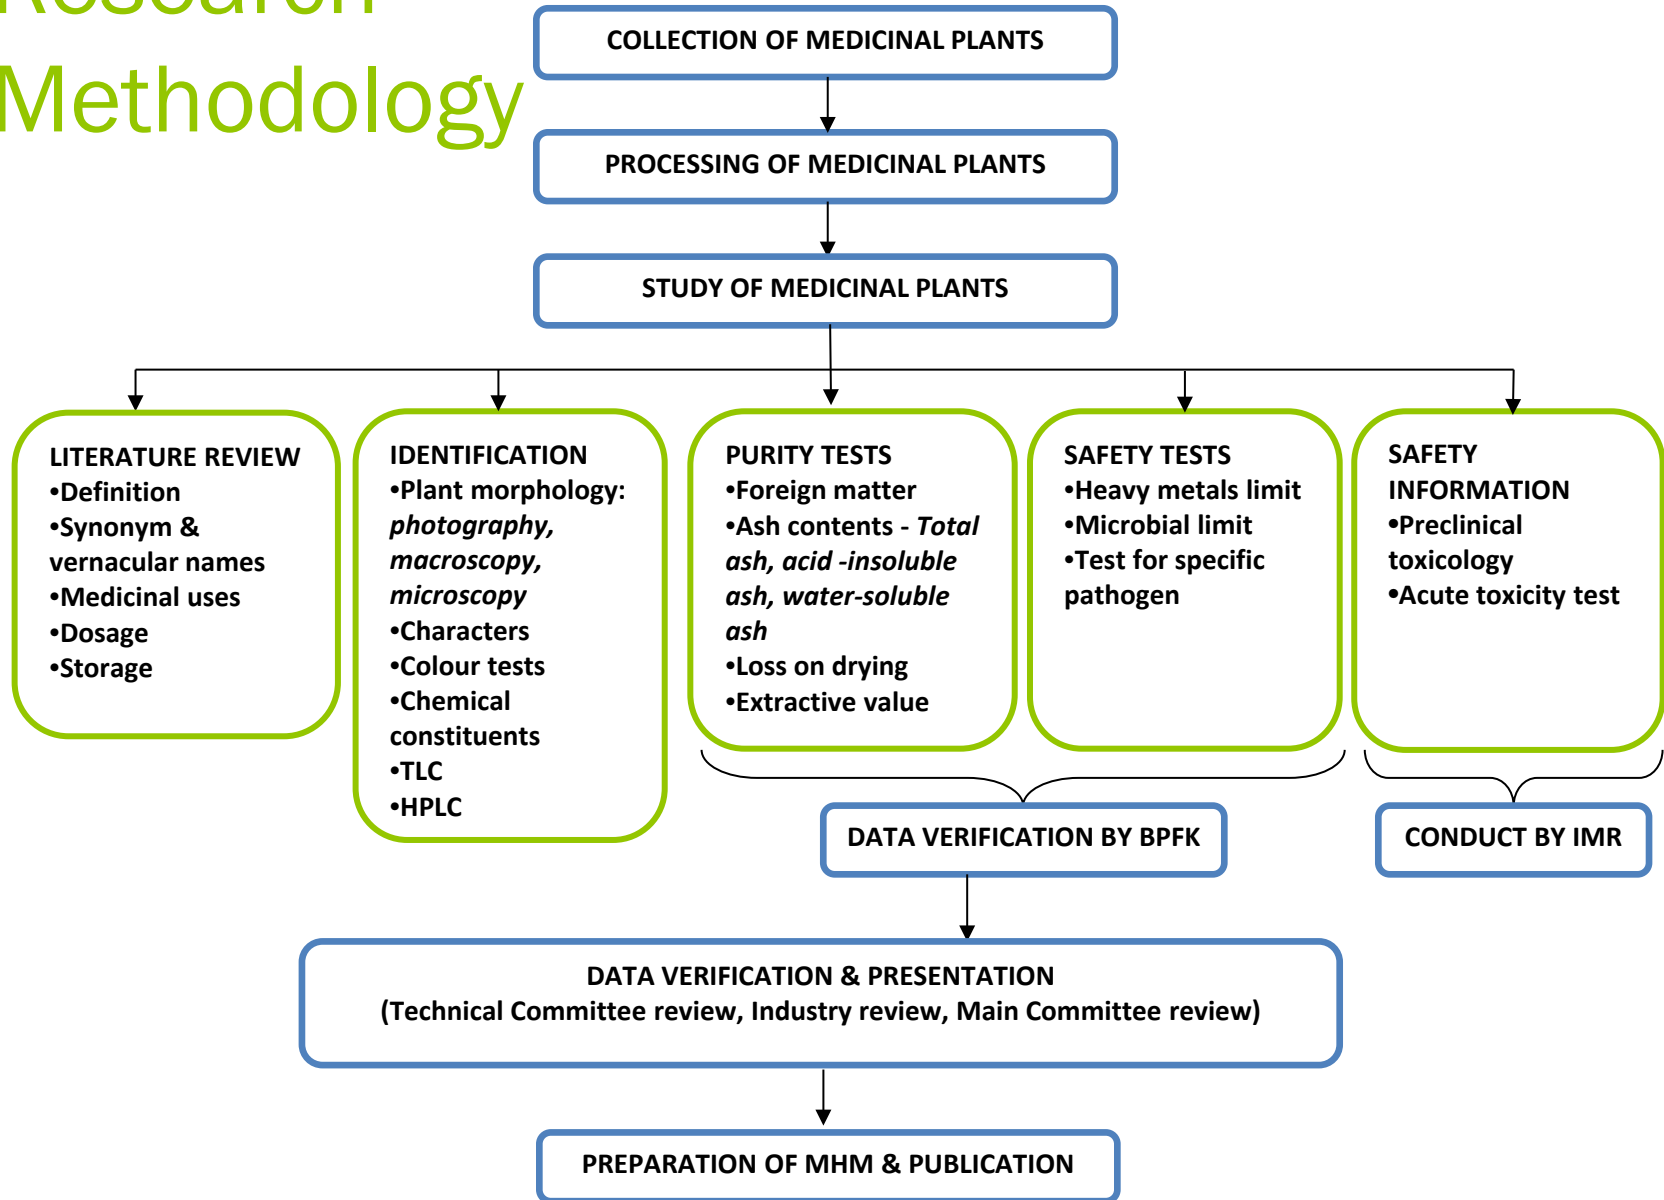 Research
Methodology
COLLECTION OF MEDICINAL PLANTS
PROCESSING OF MEDICINAL PLANTS
STUDY OF MEDICINAL PLANTS
LITERATURE REVIEW
•Definition
•Synonym &
vernacular names
•Medicinal uses
•Dosage
•Storage
IDENTIFICATION
•Plant morphology:
photography,
macroscopy,
microscopy
•Characters
•Colour tests
•Chemical
constituents
•TLC
•HPLC
PURITY TESTS
•Foreign matter
•Ash contents - Total
ash, acid -insoluble
ash, water-soluble
ash
•Loss on drying
•Extractive value
SAFETY TESTS
•Heavy metals limit
•Microbial limit
•Test for specific
pathogen
SAFETY
INFORMATION
•Preclinical
toxicology
•Acute toxicity test
DATA VERIFICATION BY BPFK
CONDUCT BY IMR
DATA VERIFICATION & PRESENTATION
(Technical Committee review, Industry review, Main Committee review)
PREPARATION OF MHM & PUBLICATION